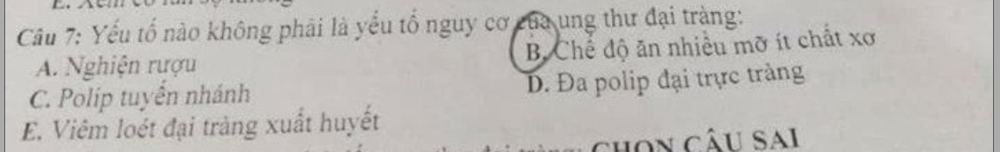 Câu 7: Yếu tố nào không phải là yếu tố nguy cơ của ung thư đại tràng:
A. Nghiện rượu
B. Chế độ ăn nhiều mỡ ít chất xơ
C. Polip tuyến nhánh
D. Đa polip đại trực tràng
E. Viêm loét đại tràng xuất huyết
CHỌN CÂU SAI